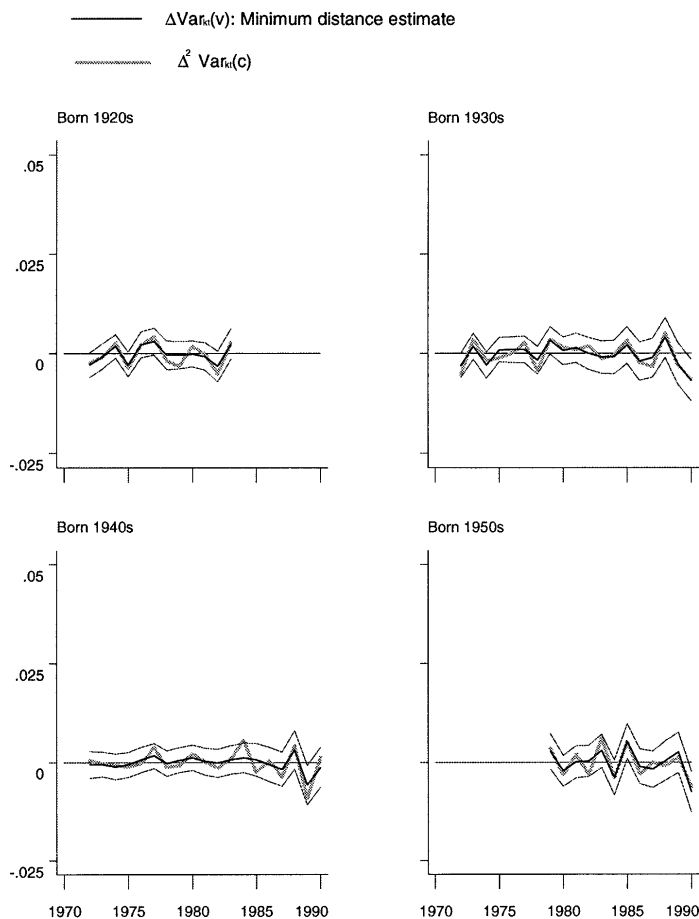 ΔVarₖₜ(v): Minimum distance estimate
Δ² Varₖₜ(c)
Born 1920s
Born 1930s
.05
.025
0
-.025
Born 1940s
Born 1950s
.05
.025
0
-.025
1970 1975 1980 1985 1990
1970 1975 1980 1985 1990